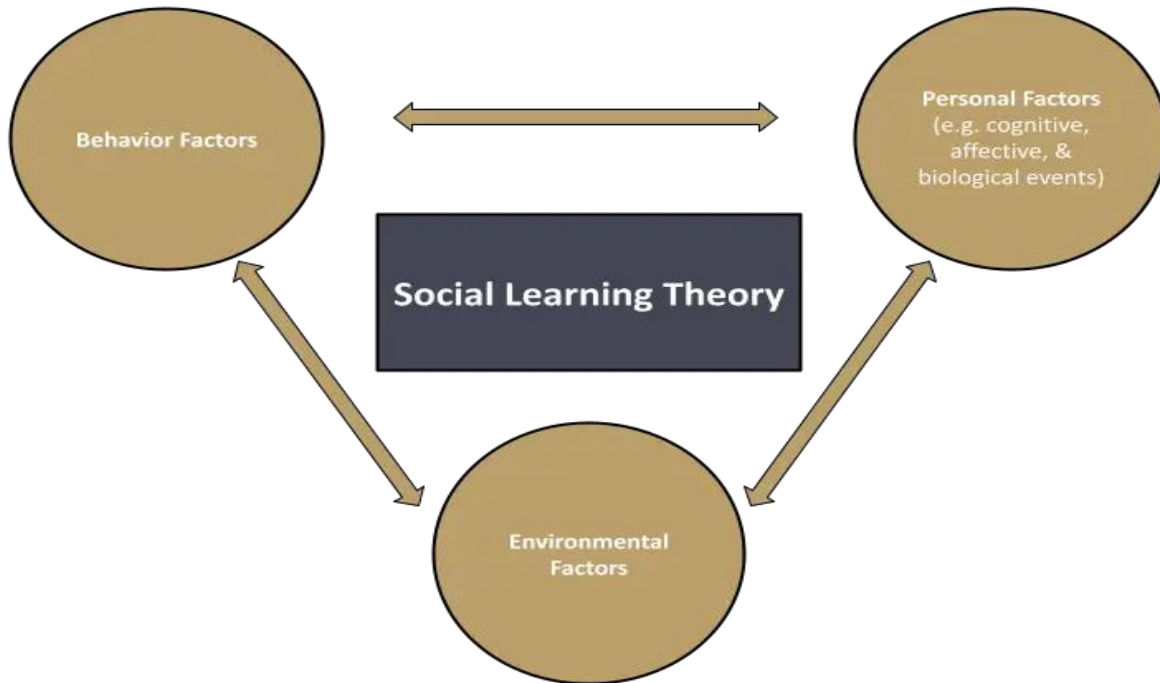 Behavior Factors
Personal Factors
(e.g. cognitive,
affective, &
biological events)
Social Learning Theory
Environmental
Factors